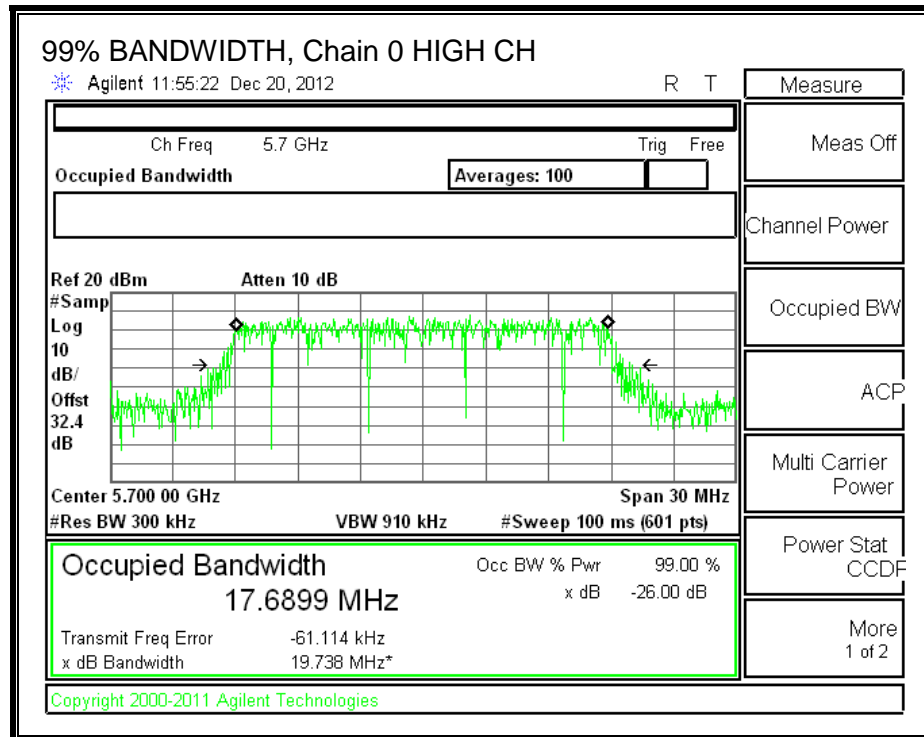 99% BANDWIDTH, Chain 0 HIGH CH
Agilent 11:55:22 Dec 20, 2012 R T
Measure
Ch Freq 5.7 GHz Trig Free
Meas Off
Occupied Bandwidth Averages: 100
Channel Power
Ref 20 dBm Atten 10 dB
#Samp
Log
10
dB/
Offst
32.4
dB
Occupied BW
ACP
Multi Carrier
Power
Center 5.700 00 GHz Span 30 MHz
#Res BW 300 kHz VBW 910 kHz #Sweep 100 ms (601 pts)
Power Stat
CCDF
Occupied Bandwidth Occ BW % Pwr 99.00 %
17.6899 MHz x dB -26.00 dB
More
1 of 2
Transmit Freq Error -61.114 kHz
x dB Bandwidth 19.738 MHz*
Copyright 2000-2011 Agilent Technologies